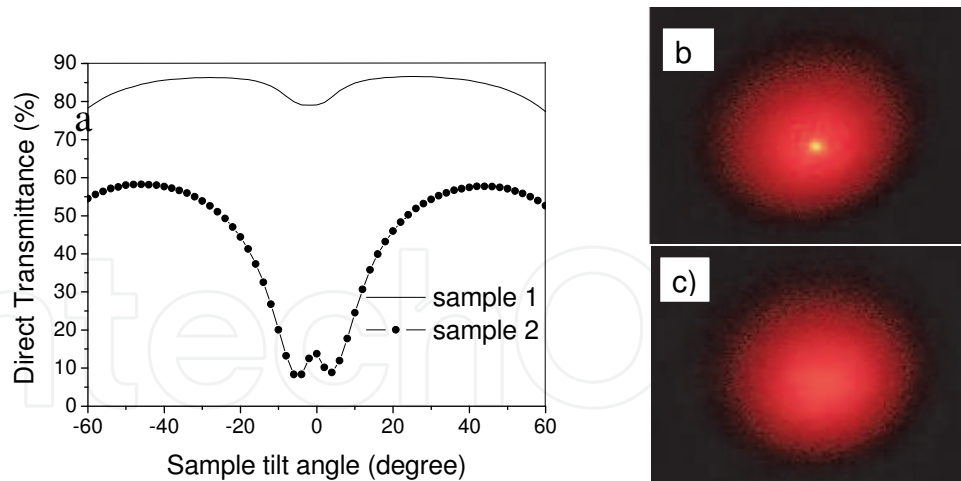 90
80
70
60
50
40
30
20
10
0
a
Direct Transmittance (%)
sample 1
sample 2
-60
-40
-20
0
20
40
60
Sample tilt angle (degree)
b
c)
ntechO